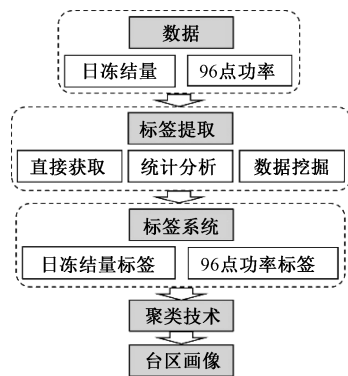 数据
日冻结量 96点功率
标签提取
直接获取 统计分析 数据挖掘
标签系统
日冻结量标签 96点功率标签
聚类技术
台区画像